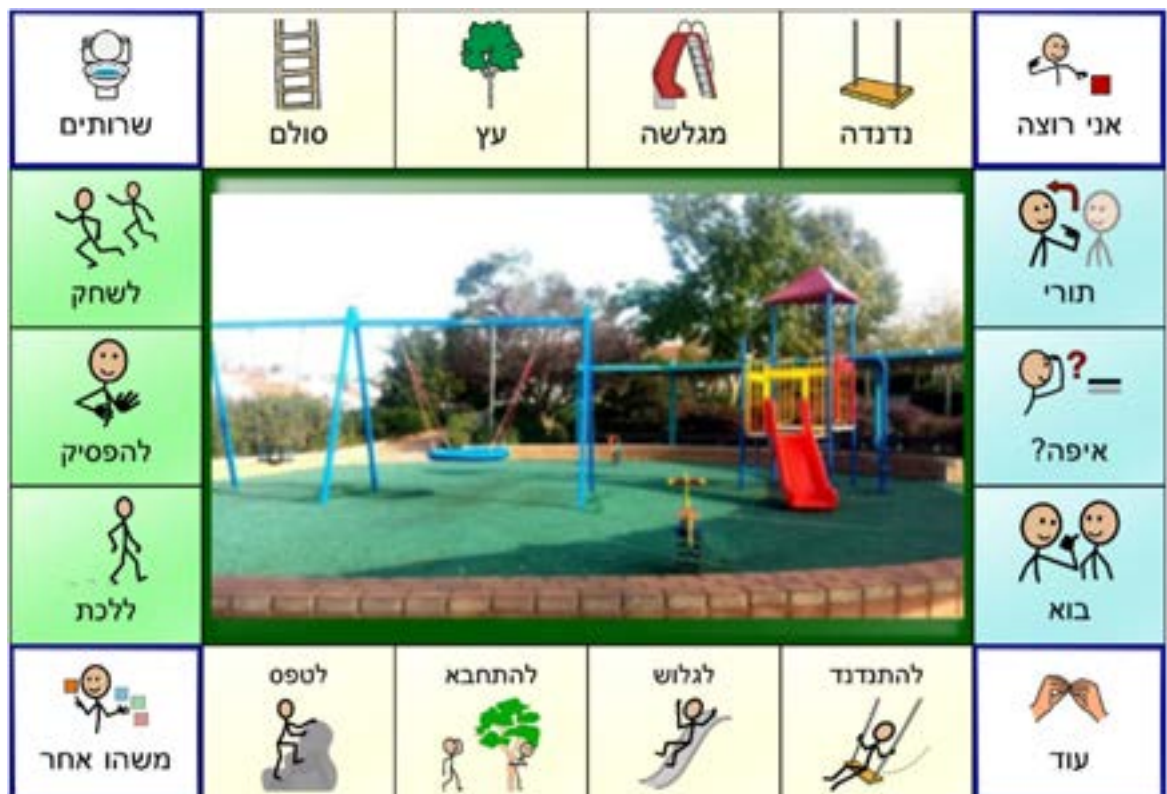 אני רוצה
נדנדה
מגלשה
עץ
סולם
שרותים
תורי
לשחק
איפה?
להפסיק
בוא
ללכת
עוד
להתנדנד
לגלוש
להתחבא
לטפס
משהו אחר